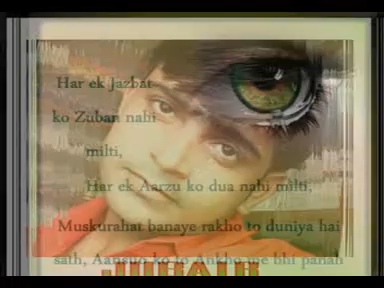 Har ek Jazbat
ko Zuban nahi
milti,
Har ek Aarzu ko dua nahi milti,
Muskurahat banaye rakho to duniya hai
sath, Aansuo ko to Ankho me bhi panah